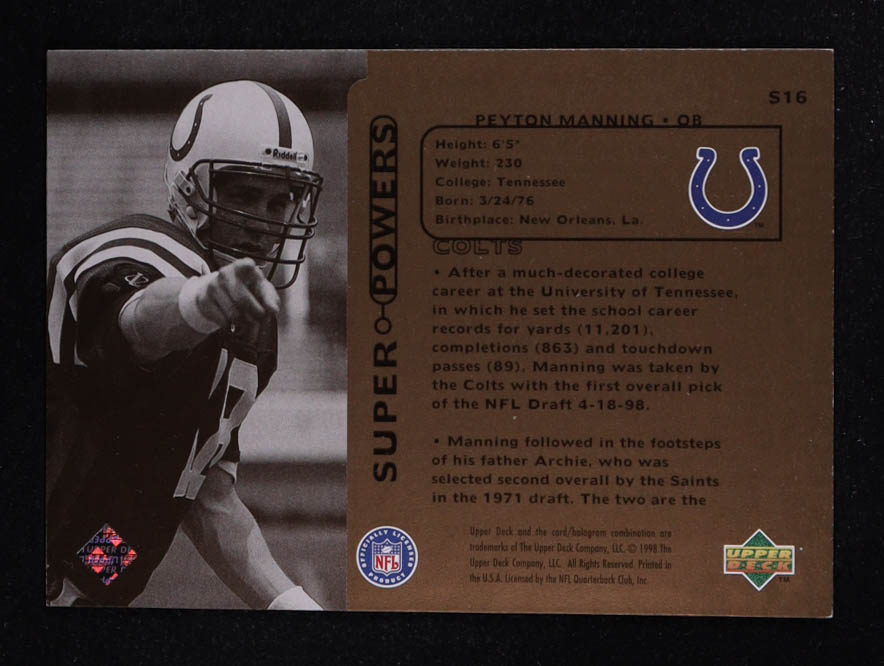 S16
PEYTON MANNING • QB
Height: 6'5"
Weight: 230
College: Tennessee
Born: 3/24/76
Birthplace: New Orleans, La.
TM
COLTS
• After a much-decorated college
career at the University of Tennessee,
in which he set the school career
records for yards (11,201),
completions (863) and touchdown
passes (89), Manning was taken by
the Colts with the first overall pick
of the NFL Draft 4-18-98.
• Manning followed in the footsteps
of his father Archie, who was
selected second overall by the Saints
in the 1971 draft. The two are the
SUPER POWERS
Riddell
18
OFFICIALLY LICENSED
NFL
PRODUCT
Upper Deck and the card/hologram combination are
trademarks of The Upper Deck Company, LLC. © 1998 The
Upper Deck Company, LLC. All Rights Reserved. Printed in
the U.S.A. Licensed by the NFL Quarterback Club, Inc.
UPPER
DECK
TM